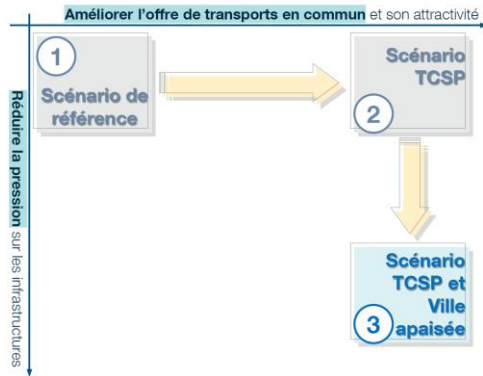 Améliorer l'offre de transports en commun et son attractivité
Réduire la pression sur les infrastructures
1
Scénario de
référence
Scénario
TCSP
2
Scénario
TCSP et
Ville
3 apaisée